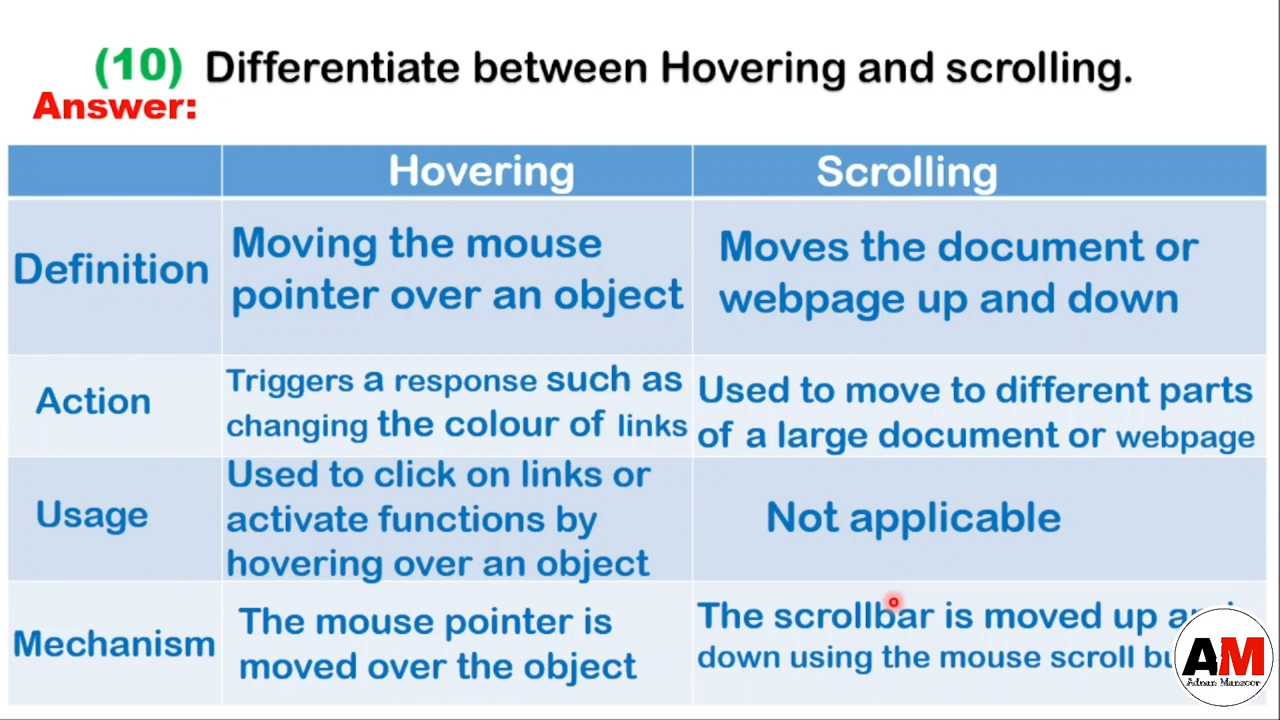 (10) Differentiate between Hovering and scrolling.
Answer:
Hovering Scrolling
Definition
Moving the mouse
pointer over an object
Moves the document or
webpage up and down
Action
Triggers a response such as
changing the colour of links
Used to move to different parts
of a large document or webpage
Usage
Used to click on links or
activate functions by
hovering over an object
Not applicable
Mechanism
The mouse pointer is
moved over the object
The scrollbar is moved up
down using the mouse scroll
AM
Adnan Manzoor